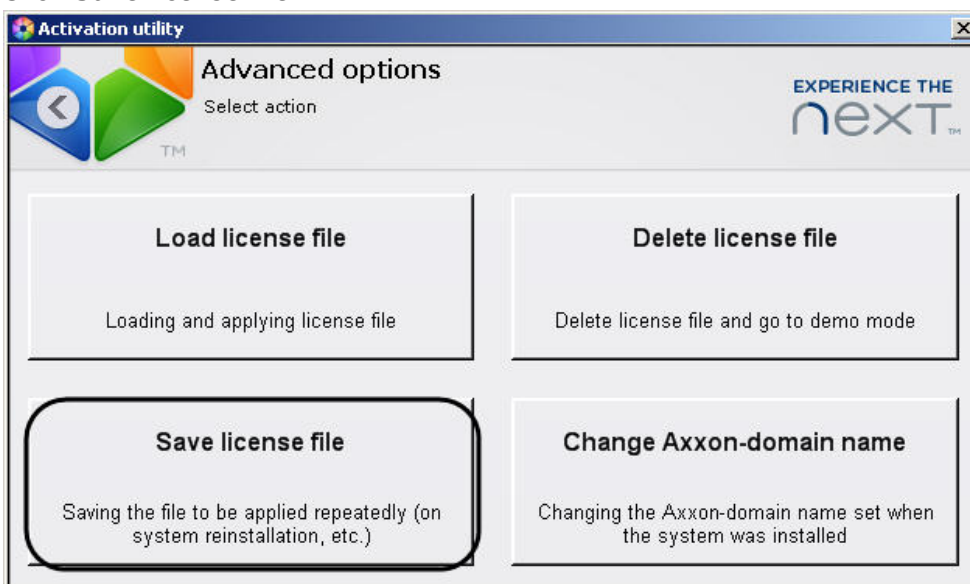 Activation utility
Advanced options
Select action
EXPERIENCE THE
next™
TM
Load license file
Loading and applying license file
Delete license file
Delete license file and go to demo mode
Save license file
Saving the file to be applied repeatedly (on
system reinstallation, etc.)
Change Axxon-domain name
Changing the Axxon-domain name set when
the system was installed